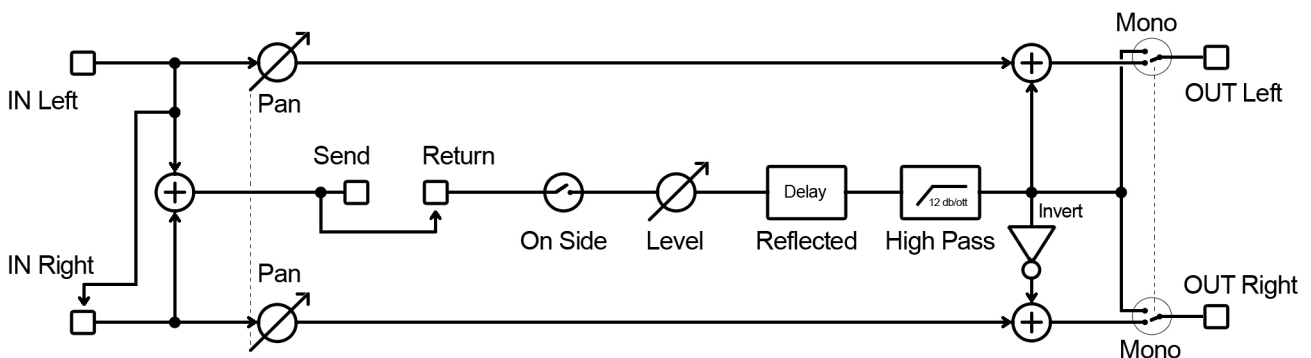 Mono
IN Left
Pan
OUT Left
Send
Return
Delay
12 db/ott
Invert
On Side
Level
Reflected
High Pass
IN Right
Pan
OUT Right
Mono